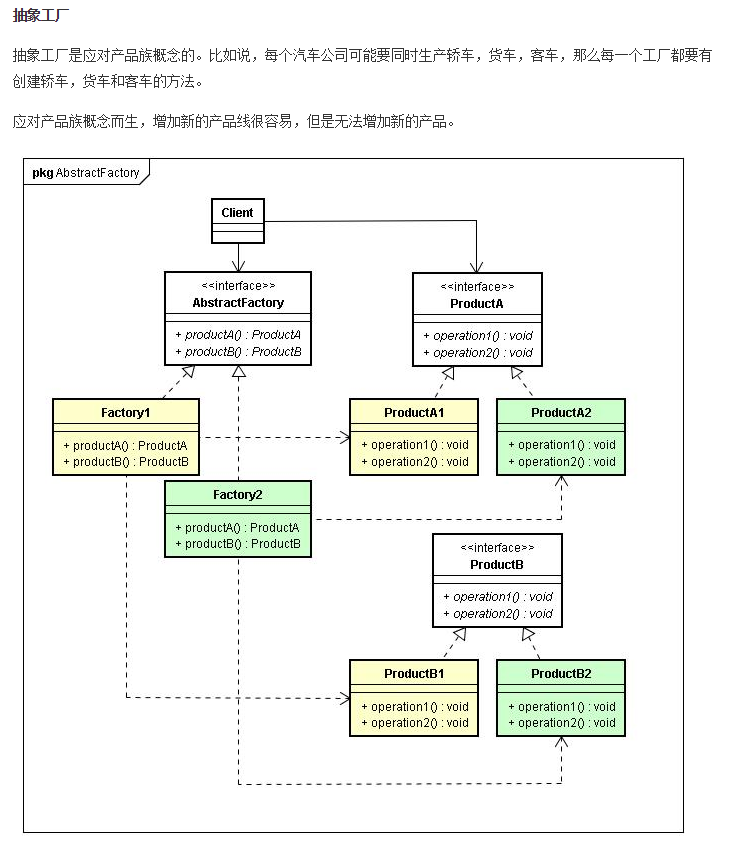 抽象工厂
抽象工厂是应对产品族概念的。比如说，每个汽车公司可能要同时生产轿车，货车，客车，那么每一个工厂都要有
创建轿车，货车和客车的方法。
应对产品族概念而生，增加新的产品线很容易，但是无法增加新的产品。
pkg AbstractFactory
Client
<<interface>>
AbstractFactory
+ productA() : ProductA
+ productB() : ProductB
<<interface>>
ProductA
+ operation1() : void
+ operation2() : void
Factory1
+ productA() : ProductA
+ productB() : ProductB
ProductA1
+ operation1() : void
+ operation2() : void
ProductA2
+ operation1() : void
+ operation2() : void
Factory2
+ productA() : ProductA
+ productB() : ProductB
<<interface>>
ProductB
+ operation1() : void
+ operation2() : void
ProductB1
+ operation1() : void
+ operation2() : void
ProductB2
+ operation1() : void
+ operation2() : void